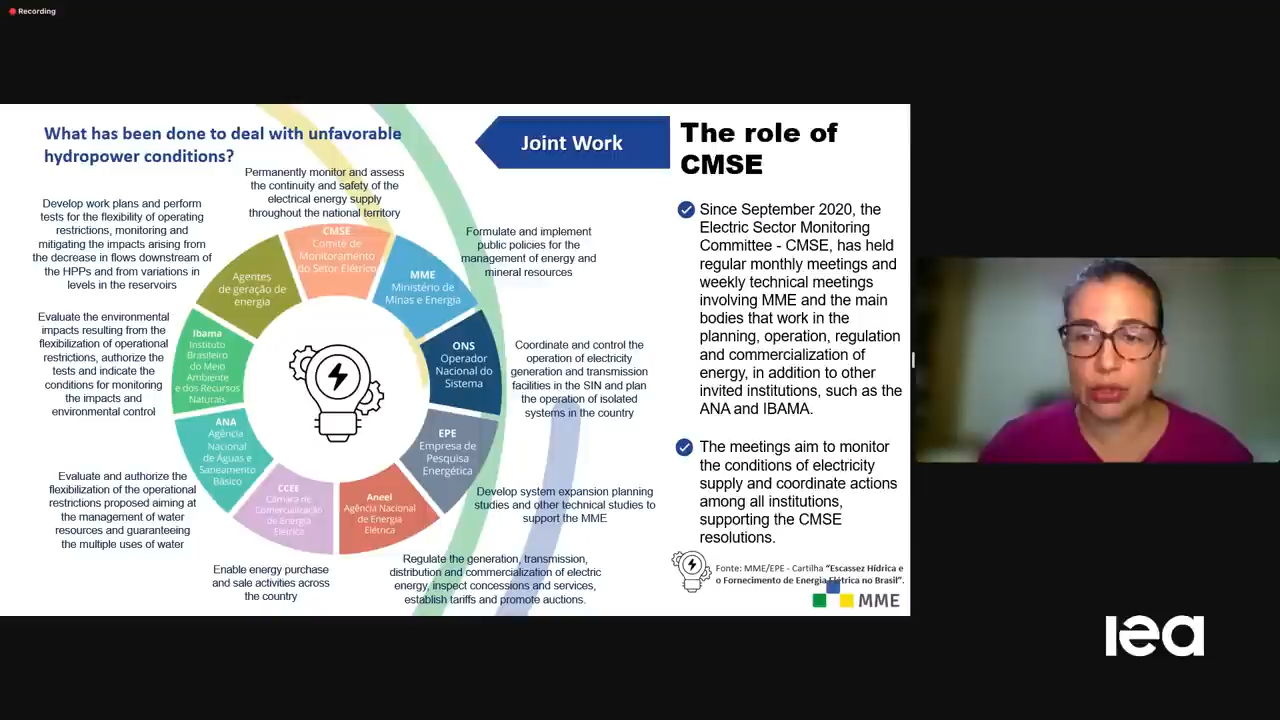 Recording
What has been done to deal with unfavorable
hydropower conditions?
Joint Work
The role of
CMSE
Permanently monitor and assess
the continuity and safety of the
electrical energy supply
throughout the national territory
Develop work plans and perform
tests for the flexibility of operating
restrictions, monitoring and
mitigating the impacts arising from
the decrease in flows downstream of
the HPPs and from variations in
levels in the reservoirs
Formulate and implement
public policies for the
management of energy and
mineral resources
CMSE
Comitê de
Monitoramento
do Setor Elétrico
Agentes
de geração de
energia
MME
Ministério de
Minas e Energia
Evaluate the environmental
impacts resulting from the
flexibilization of operational
restrictions, authorize the
tests and indicate the
conditions for monitoring
the impacts and
environmental control
Ibama
Instituto
Brasileiro
do Meio
Ambiente
e dos Recursos
Naturais
ONS
Operador
Nacional do
Sistema
Coordinate and control the
operation of electricity
generation and transmission
facilities in the SIN and plan
the operation of isolated
systems in the country
ANA
Agência
Nacional
de Águas e
Saneamento
Básico
EPE
Empresa de
Pesquisa
Energética
Evaluate and authorize the
flexibilization of the operational
restrictions proposed aiming at
the management of water
resources and guaranteeing
the multiple uses of water
CCEE
Câmara de
Comercialização
de Energia
Elétrica
Aneel
Agência Nacional
de Energia
Elétrica
Develop system expansion planning
studies and other technical studies to
support the MME
Enable energy purchase
and sale activities across
the country
Regulate the generation, transmission,
distribution and commercialization of electric
energy, inspect concessions and services,
establish tariffs and promote auctions.
Since September 2020, the
Electric Sector Monitoring
Committee - CMSE, has held
regular monthly meetings and
weekly technical meetings
involving MME and the main
bodies that work in the
planning, operation, regulation
and commercialization of
energy, in addition to other
invited institutions, such as the
ANA and IBAMA.
The meetings aim to monitor
the conditions of electricity
supply and coordinate actions
among all institutions,
supporting the CMSE
resolutions.
Fonte: MME/EPE - Cartilha “Escassez Hídrica e
o Fornecimento de Energia Elétrica no Brasil”.
MME
iea